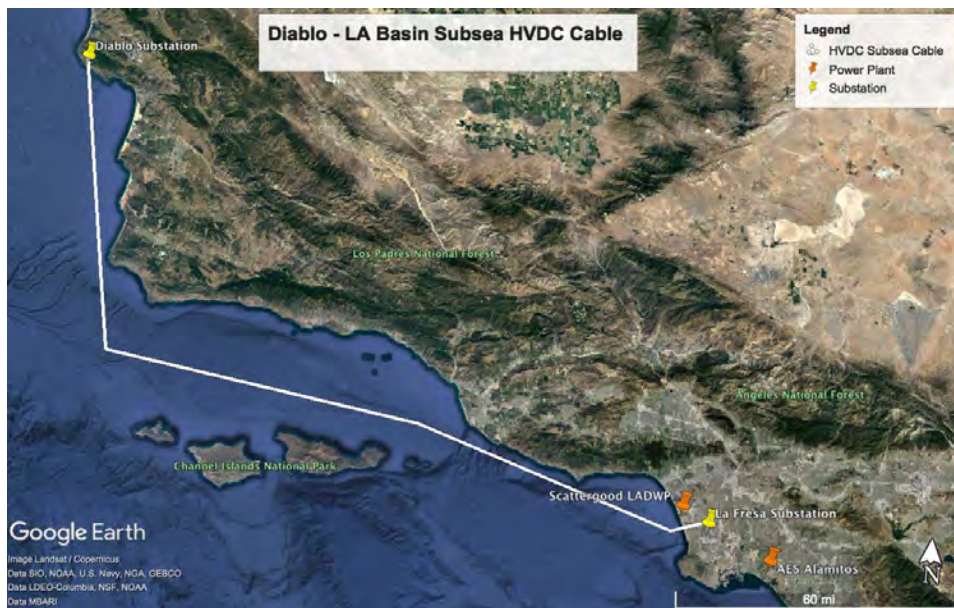 Diablo - LA Basin Subsea HVDC Cable
Legend
HVDC Subsea Cable
Power Plant
Substation
Diablo Substation
Los Padres National Forest
Angeles National Forest
Channel Islands National Park
Scattergood LADWP
La Fresa Substation
AES Alamitos
Google Earth
Image Landsat / Copernicus
Data SIO, NOAA, U.S. Navy, NGA, GEBCO
Data LDEO-Columbia, NSF, NOAA
Data MBARI
60 mi
N